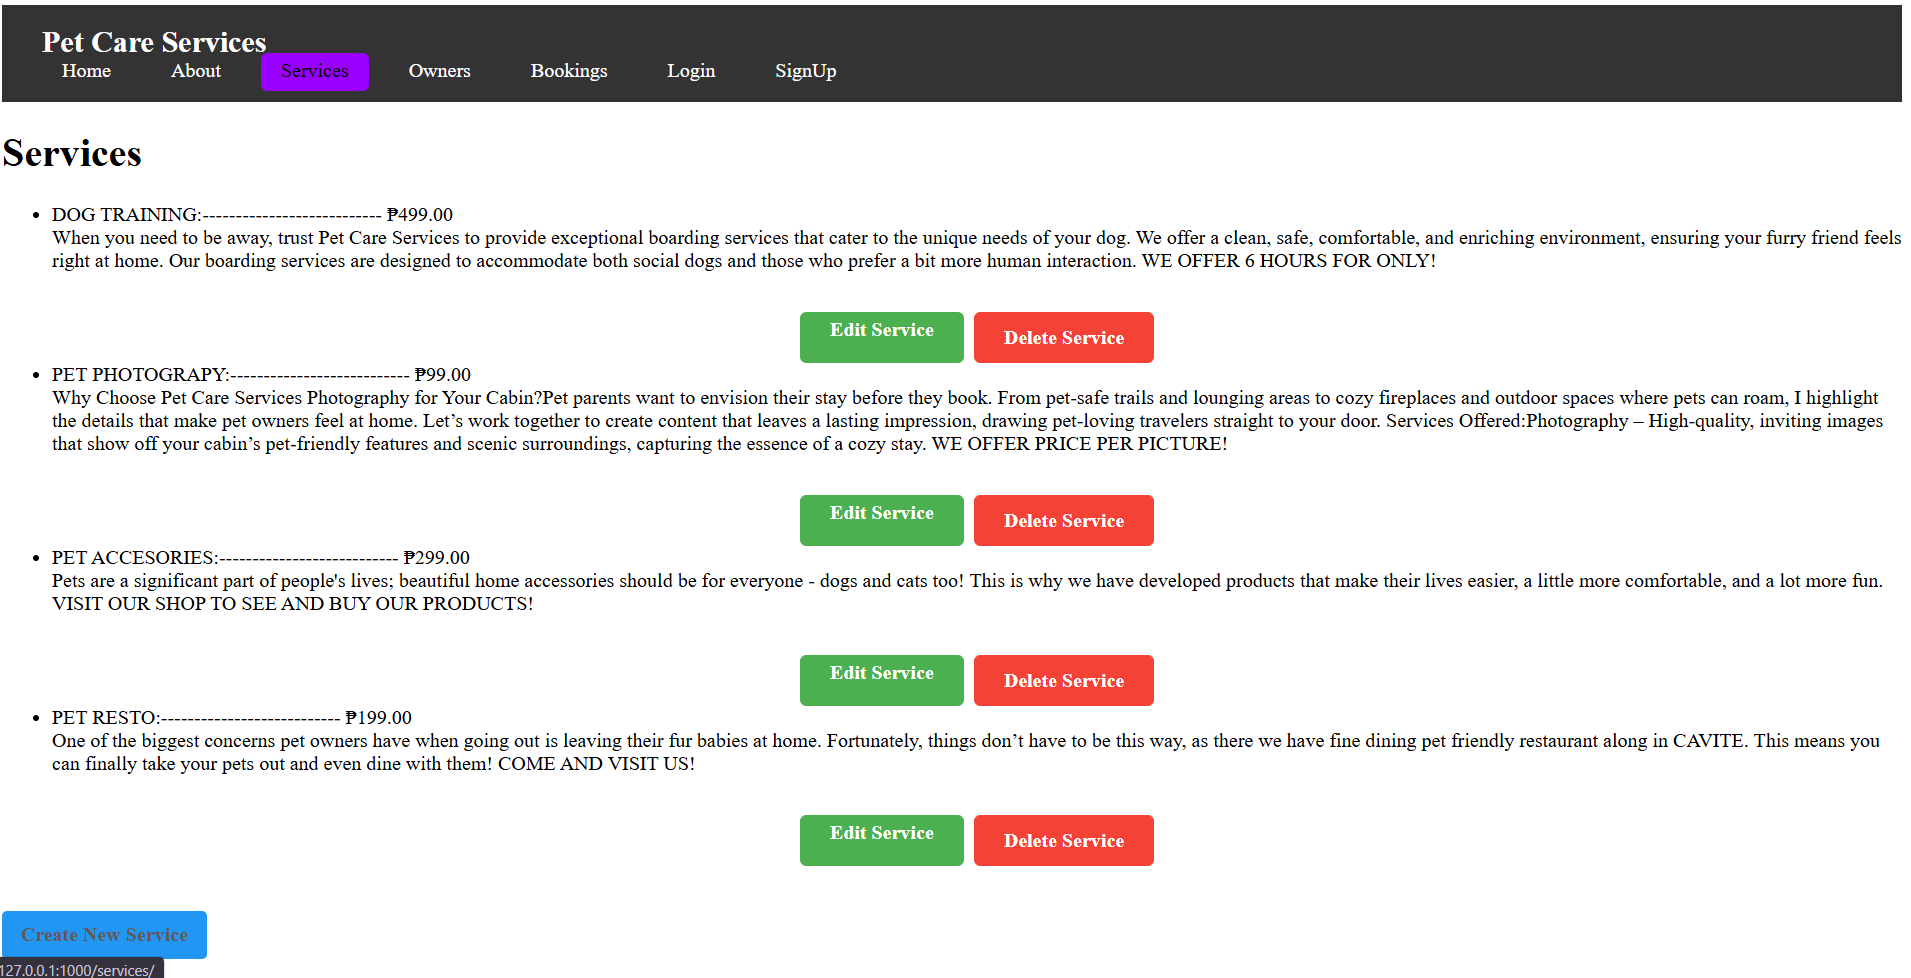 Pet Care Services
Home About Services Owners Bookings Login SignUp
Services
DOG TRAINING:--------------------------- ₱499.00
When you need to be away, trust Pet Care Services to provide exceptional boarding services that cater to the unique needs of your dog. We offer a clean, safe, comfortable, and enriching environment, ensuring your furry friend feels
right at home. Our boarding services are designed to accommodate both social dogs and those who prefer a bit more human interaction. WE OFFER 6 HOURS FOR ONLY!
Edit Service Delete Service
PET PHOTOGRAPY:--------------------------- ₱99.00
Why Choose Pet Care Services Photography for Your Cabin?Pet parents want to envision their stay before they book. From pet-safe trails and lounging areas to cozy fireplaces and outdoor spaces where pets can roam, I highlight
the details that make pet owners feel at home. Let’s work together to create content that leaves a lasting impression, drawing pet-loving travelers straight to your door. Services Offered:Photography – High-quality, inviting images
that show off your cabin’s pet-friendly features and scenic surroundings, capturing the essence of a cozy stay. WE OFFER PRICE PER PICTURE!
Edit Service Delete Service
PET ACCESORIES:--------------------------- ₱299.00
Pets are a significant part of people's lives; beautiful home accessories should be for everyone - dogs and cats too! This is why we have developed products that make their lives easier, a little more comfortable, and a lot more fun.
VISIT OUR SHOP TO SEE AND BUY OUR PRODUCTS!
Edit Service Delete Service
PET RESTO:--------------------------- ₱199.00
One of the biggest concerns pet owners have when going out is leaving their fur babies at home. Fortunately, things don’t have to be this way, as there we have fine dining pet friendly restaurant along in CAVITE. This means you
can finally take your pets out and even dine with them! COME AND VISIT US!
Edit Service Delete Service
Create New Service
127.0.0.1:1000/services/